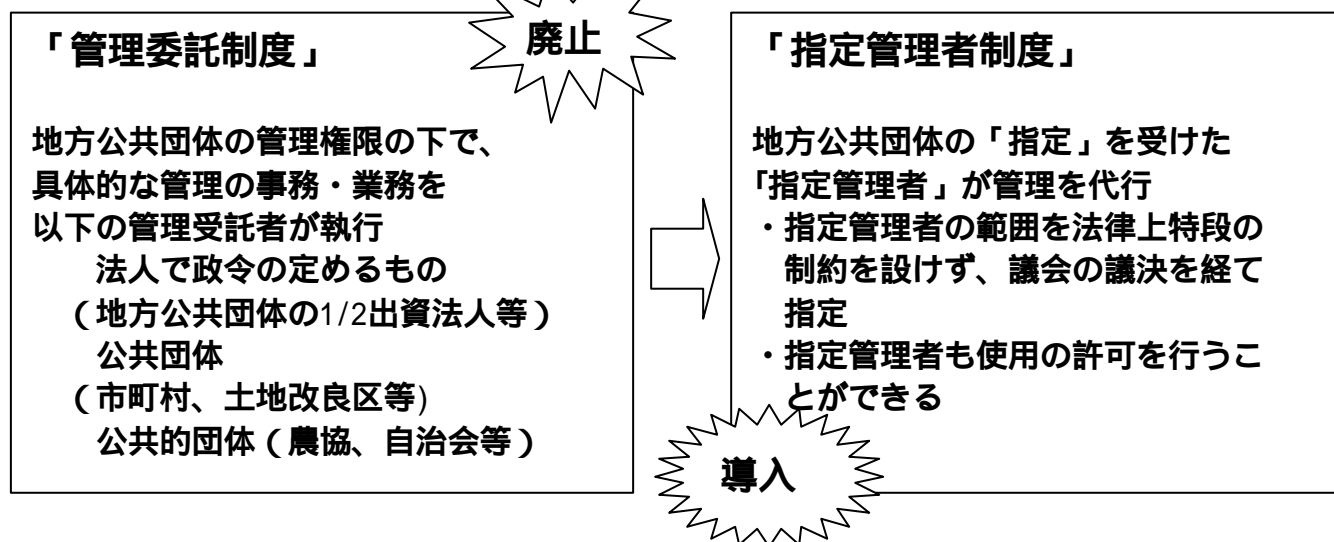 廃止
「管理委託制度」
地方公共団体の管理権限の下で、
具体的な管理の事務・業務を
以下の管理受託者が執行
法人で政令の定めるもの
（地方公共団体の1/2出資法人等）
公共団体
（市町村、土地改良区等)
公共的団体（農協、自治会等）
「指定管理者制度」
地方公共団体の「指定」を受けた
「指定管理者」が管理を代行
・指定管理者の範囲を法律上特段の
制約を設けず、議会の議決を経て
指定
・指定管理者も使用の許可を行うこ
とができる
導入